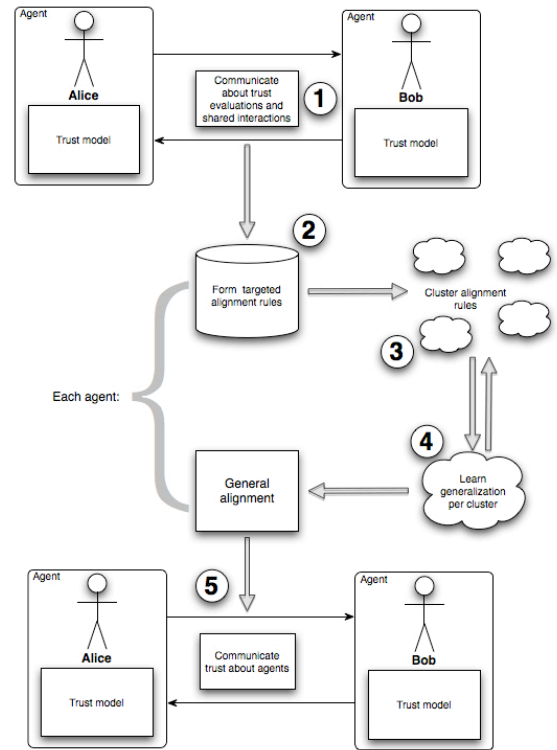 Agent
Agent
Alice
Bob
Communicate
about trust
evaluations and
shared interactions
1
Trust model
Trust model
2
Form targeted
alignment rules
Cluster alignment
rules
3
Each agent:
4
Learn
generalization
per cluster
General
alignment
5
Agent
Agent
Alice
Bob
Communicate
trust about agents
Trust model
Trust model